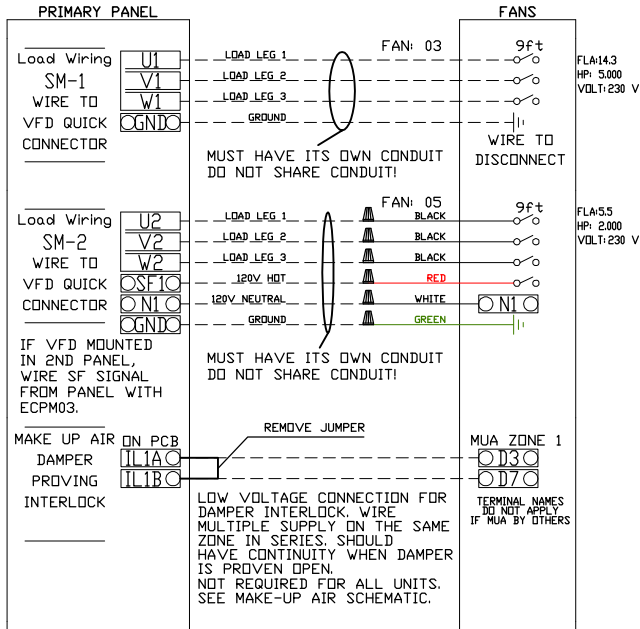 PRIMARY PANEL
FANS
Load Wiring
SM-1
WIRE TO
VFD QUICK
CONNECTOR
U1
V1
W1
GND
LOAD LEG 1
LOAD LEG 2
LOAD LEG 3
GROUND
FAN: 03
9ft
FLA:14.3
HP: 5.000
VOLT: 230 V
MUST HAVE ITS OWN CONDUIT
DO NOT SHARE CONDUIT!
WIRE TO
DISCONNECT
Load Wiring
SM-2
WIRE TO
VFD QUICK
CONNECTOR
U2
V2
W2
SF1
N1
GND
LOAD LEG 1
LOAD LEG 2
LOAD LEG 3
120V HOT
120V NEUTRAL
GROUND
FAN: 05
BLACK
BLACK
BLACK
RED
WHITE
GREEN
9ft
N1
FLA:5.5
HP: 2.000
VOLT: 230 V
IF VFD MOUNTED
IN 2ND PANEL,
WIRE SF SIGNAL
FROM PANEL WITH
ECPM03.
MUST HAVE ITS OWN CONDUIT
DO NOT SHARE CONDUIT!
MAKE UP AIR
DAMPER
PROVING
INTERLOCK
ON PCB
IL1A
IL1B
REMOVE JUMPER
MUA ZONE 1
D3
D7
TERMINAL NAMES
DO NOT APPLY
IF MUA BY OTHERS
LOW VOLTAGE CONNECTION FOR
DAMPER INTERLOCK. WIRE
MULTIPLE SUPPLY ON THE SAME
ZONE IN SERIES. SHOULD
HAVE CONTINUITY WHEN DAMPER
IS PROVEN OPEN.
NOT REQUIRED FOR ALL UNITS.
SEE MAKE-UP AIR SCHEMATIC.